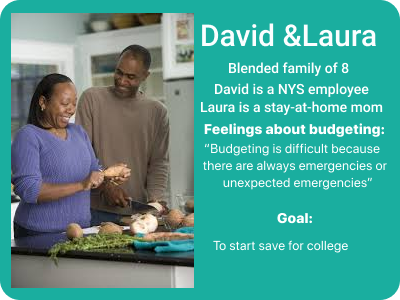 David &Laura
Blended family of 8
David is a NYS employee
Laura is a stay-at-home mom
Feelings about budgeting:
“Budgeting is difficult because
there are always emergencies or
unexpected emergencies”
Goal:
To start save for college